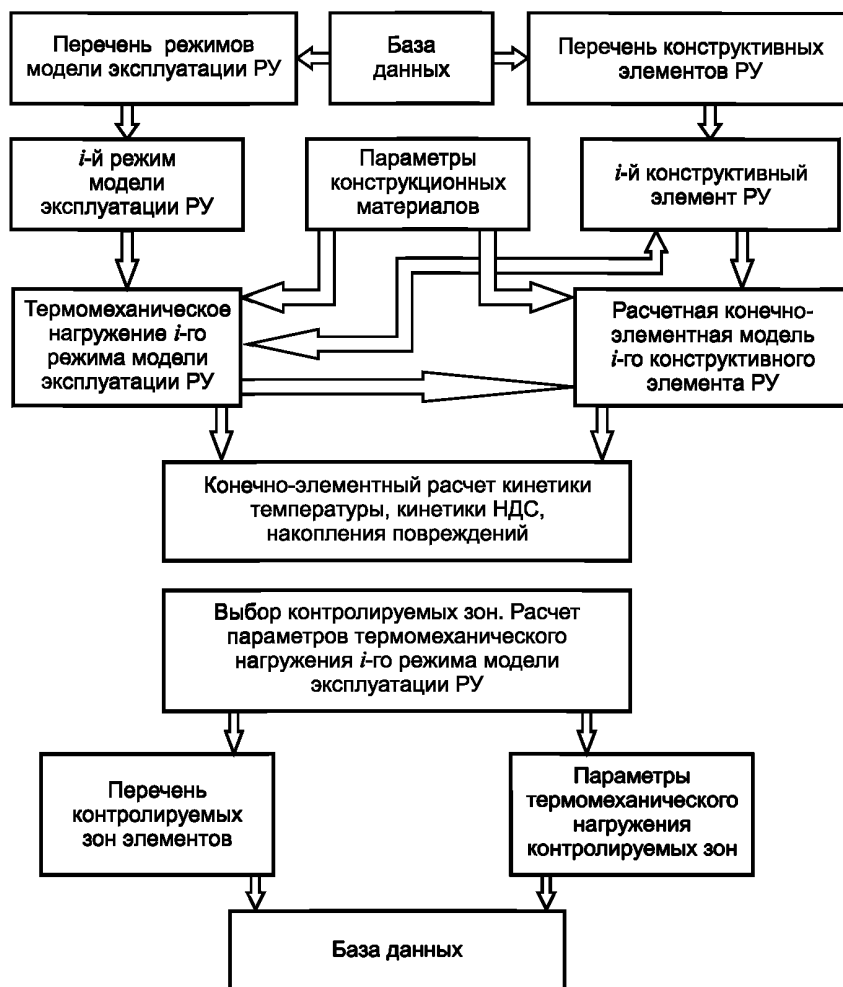 Перечень режимов
модели эксплуатации РУ
База
данных
Перечень конструктивных
элементов РУ
i-й режим
модели
эксплуатации РУ
Параметры
конструкционных
материалов
i-й конструктивный
элемент РУ
Термомеханическое
нагружение i-го
режима модели
эксплуатации РУ
Расчетная конечно-
элементная модель
i-го конструктивного
элемента РУ
Конечно-элементный расчет кинетики
температуры, кинетики НДС,
накопления повреждений
Выбор контролируемых зон. Расчет
параметров термомеханического
нагружения i-го режима модели
эксплуатации РУ
Перечень
контролируемых
зон элементов
Параметры
термомеханического
нагружения
контролируемых зон
База данных